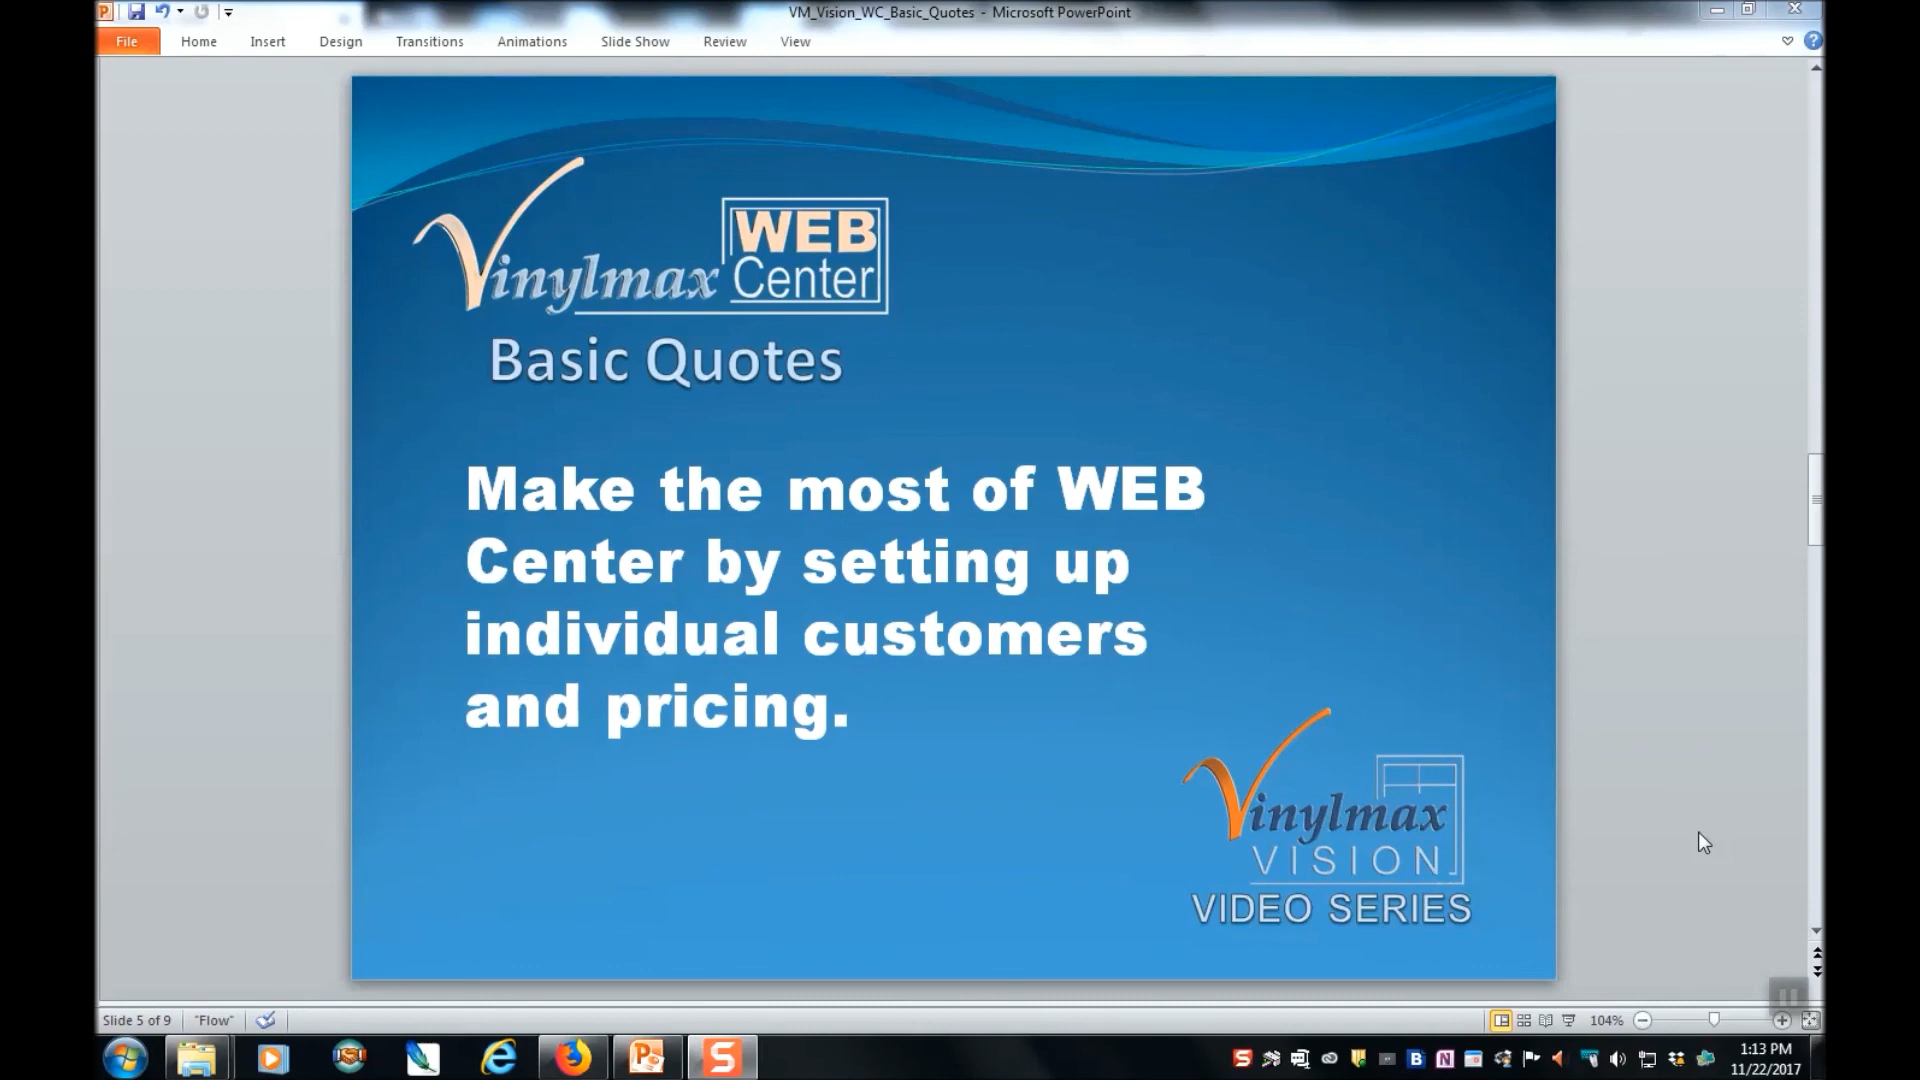 VM_Vision_WC_Basic_Quotes - Microsoft PowerPoint
File Home Insert Design Transitions Animations Slide Show Review View
Vinylmax WEB Center
Basic Quotes
Make the most of WEB
Center by setting up
individual customers
and pricing.
Vinylmax
VISION
VIDEO SERIES
Slide 5 of 9 "Flow" 104%
1:13 PM
11/22/2017